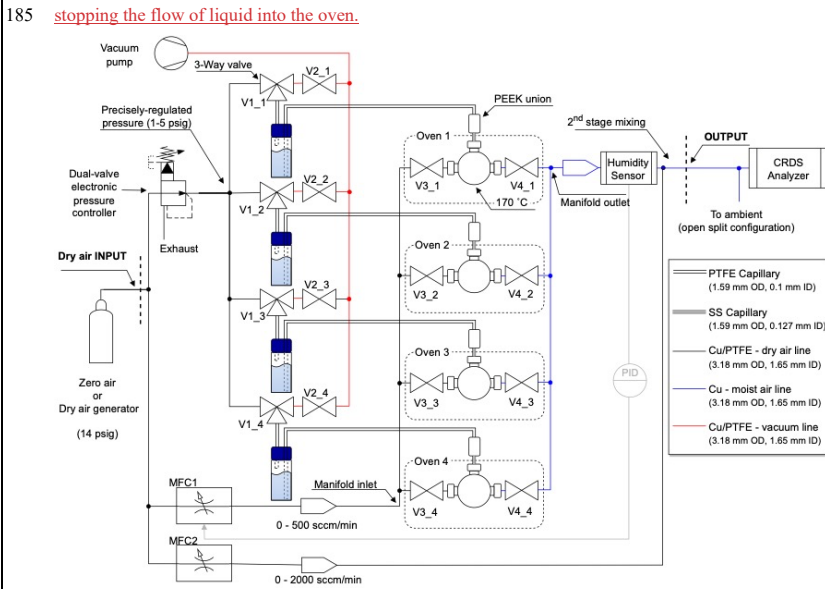 185 stopping the flow of liquid into the oven.
Vacuum
pump
3-Way valve
V2_1
V1_1
PEEK union
Precisely-regulated
pressure (1-5 psig)
2nd stage mixing
OUTPUT
Oven 1
Humidity
Sensor
CRDS
Analyzer
Dual-valve
electronic
pressure
controller
V2_2
V3_1
V4_1
170 °C
Manifold outlet
V1_2
To ambient
(open split configuration)
Exhaust
Oven 2
Dry air INPUT
V2_3
V3_2
V4_2
V1_3
PTFE Capillary
(1.59 mm OD, 0.1 mm ID)
SS Capillary
(1.59 mm OD, 0.127 mm ID)
Cu/PTFE - dry air line
(3.18 mm OD, 1.65 mm ID)
Cu - moist air line
(3.18 mm OD, 1.65 mm ID)
Cu/PTFE - vacuum line
(3.18 mm OD, 1.65 mm ID)
Oven 3
PID
Zero air
or
Dry air generator
(14 psig)
V2_4
V3_3
V4_3
V1_4
Oven 4
MFC1
Manifold inlet
V3_4
V4_4
0 - 500 sccm/min
MFC2
0 - 2000 sccm/min